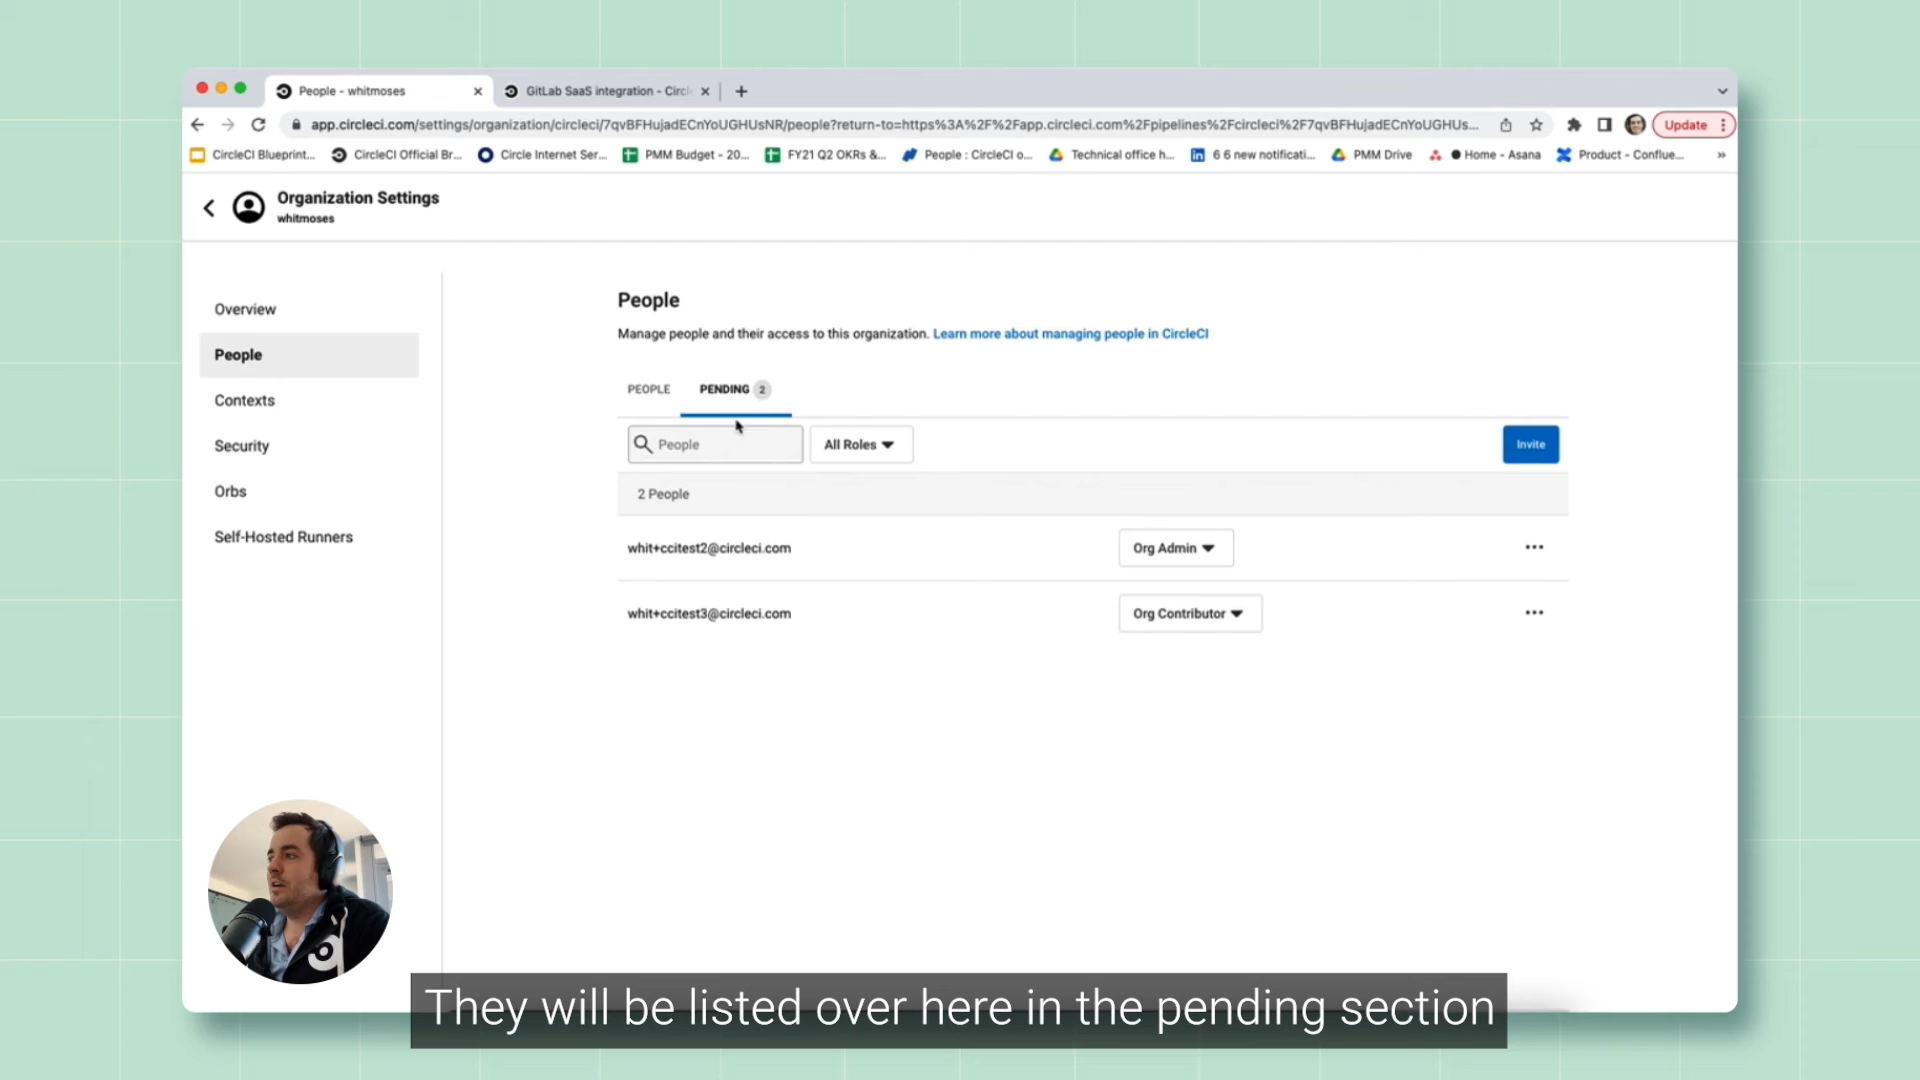 People - whitmoses
GitLab SaaS integration - Circl
Update
app.circleci.com/settings/organization/circleci/7qvBFHujadECnYoUGHUsNR/people?return-to=https%3A%2F%2Fapp.circleci.com%2Fpipelines%2Fcircleci%2F7qvBFHujadECnYoUGHUs...
CircleCI Blueprint...
CircleCI Official Br...
Circle Internet Ser...
PMM Budget - 20...
FY21 Q2 OKRs &...
People : CircleCI o...
Technical office h...
6 6 new notificati...
PMM Drive
Home - Asana
Product - Conflue...
»
Organization Settings
whitmoses
Overview
People
Contexts
Security
Orbs
Self-Hosted Runners
People
Manage people and their access to this organization. Learn more about managing people in CircleCI
PEOPLE
PENDING 2
People
All Roles
Invite
2 People
whit+ccitest2@circleci.com
Org Admin
whit+ccitest3@circleci.com
Org Contributor
They will be listed over here in the pending section